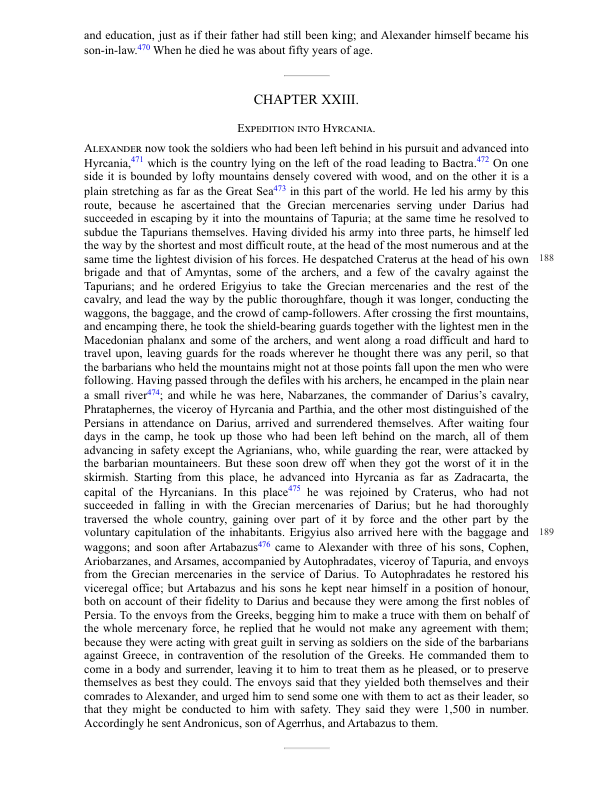 and education, just as if their father had still been king; and Alexander himself became his
son-in-law.470 When he died he was about fifty years of age.
CHAPTER XXIII.
Expedition into Hyrcania.
Alexander now took the soldiers who had been left behind in his pursuit and advanced into
Hyrcania,471 which is the country lying on the left of the road leading to Bactra.472 On one
side it is bounded by lofty mountains densely covered with wood, and on the other it is a
plain stretching as far as the Great Sea473 in this part of the world. He led his army by this
route, because he ascertained that the Grecian mercenaries serving under Darius had
succeeded in escaping by it into the mountains of Tapuria; at the same time he resolved to
subdue the Tapurians themselves. Having divided his army into three parts, he himself led
the way by the shortest and most difficult route, at the head of the most numerous and at the
same time the lightest division of his forces. He despatched Craterus at the head of his own 188
brigade and that of Amyntas, some of the archers, and a few of the cavalry against the
Tapurians; and he ordered Erigyius to take the Grecian mercenaries and the rest of the
cavalry, and lead the way by the public thoroughfare, though it was longer, conducting the
waggons, the baggage, and the crowd of camp-followers. After crossing the first mountains,
and encamping there, he took the shield-bearing guards together with the lightest men in the
Macedonian phalanx and some of the archers, and went along a road difficult and hard to
travel upon, leaving guards for the roads wherever he thought there was any peril, so that
the barbarians who held the mountains might not at those points fall upon the men who were
following. Having passed through the defiles with his archers, he encamped in the plain near
a small river474; and while he was here, Nabarzanes, the commander of Darius's cavalry,
Phrataphernes, the viceroy of Hyrcania and Parthia, and the other most distinguished of the
Persians in attendance on Darius, arrived and surrendered themselves. After waiting four
days in the camp, he took up those who had been left behind on the march, all of them
advancing in safety except the Agrianians, who, while guarding the rear, were attacked by
the barbarian mountaineers. But these soon drew off when they got the worst of it in the
skirmish. Starting from this place, he advanced into Hyrcania as far as Zadracarta, the
capital of the Hyrcanians. In this place475 he was rejoined by Craterus, who had not
succeeded in falling in with the Grecian mercenaries of Darius; but he had thoroughly
traversed the whole country, gaining over part of it by force and the other part by the
voluntary capitulation of the inhabitants. Erigyius also arrived here with the baggage and 189
waggons; and soon after Artabazus476 came to Alexander with three of his sons, Cophen,
Ariobarzanes, and Arsames, accompanied by Autophradates, viceroy of Tapuria, and envoys
from the Grecian mercenaries in the service of Darius. To Autophradates he restored his
viceregal office; but Artabazus and his sons he kept near himself in a position of honour,
both on account of their fidelity to Darius and because they were among the first nobles of
Persia. To the envoys from the Greeks, begging him to make a truce with them on behalf of
the whole mercenary force, he replied that he would not make any agreement with them;
because they were acting with great guilt in serving as soldiers on the side of the barbarians
against Greece, in contravention of the resolution of the Greeks. He commanded them to
come in a body and surrender, leaving it to him to treat them as he pleased, or to preserve
themselves as best they could. The envoys said that they yielded both themselves and their
comrades to Alexander, and urged him to send some one with them to act as their leader, so
that they might be conducted to him with safety. They said they were 1,500 in number.
Accordingly he sent Andronicus, son of Agerrhus, and Artabazus to them.